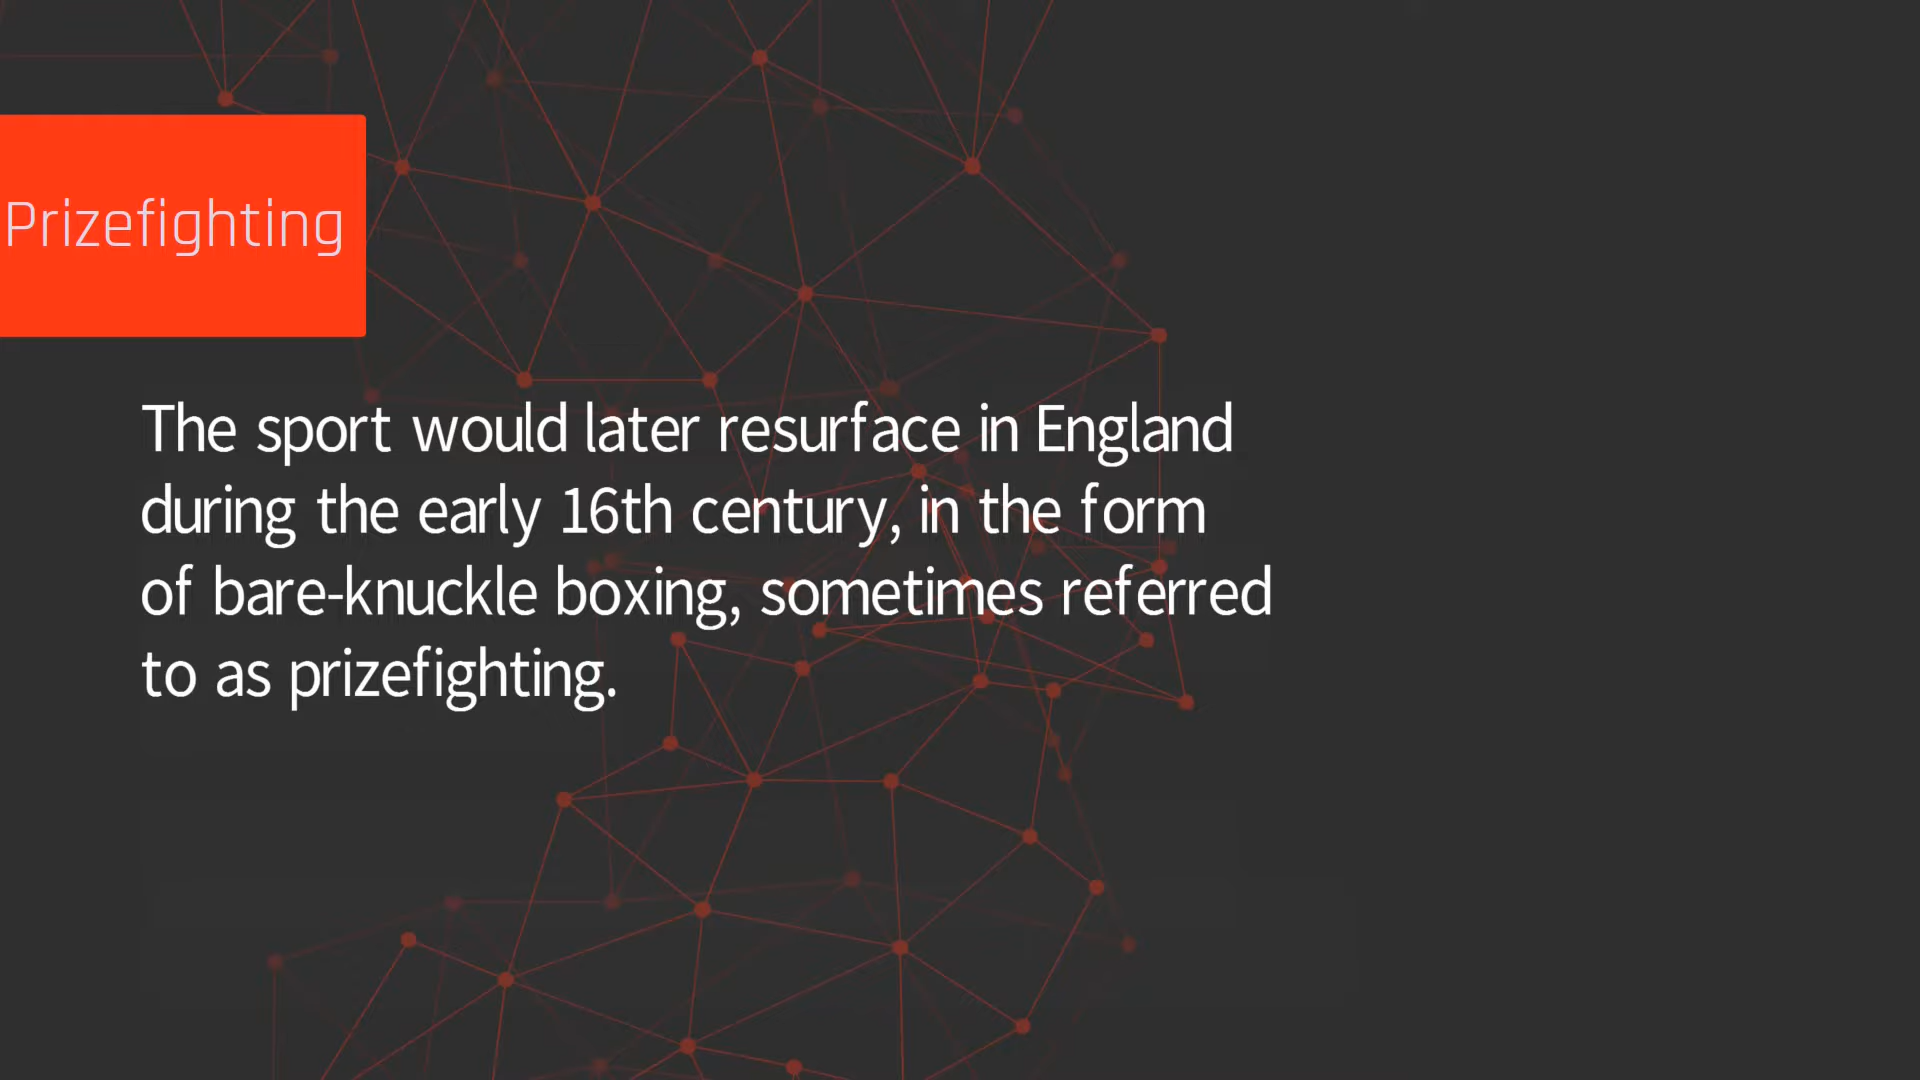 Prizefighting
The sport would later resurface in England
during the early 16th century, in the form
of bare-knuckle boxing, sometimes referred
to as prizefighting.